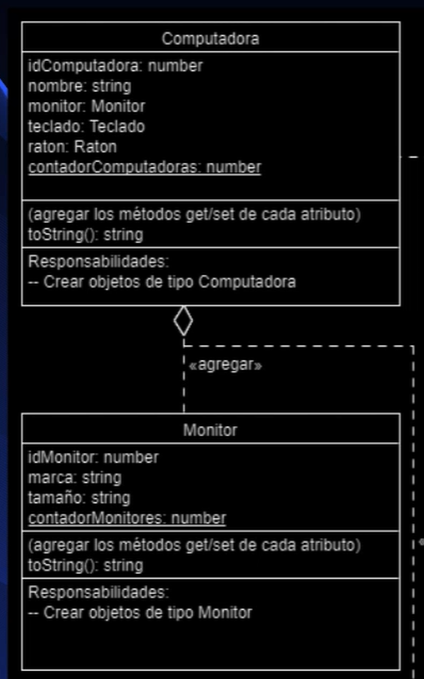 Computadora
idComputadora: number
nombre: string
monitor: Monitor
teclado: Teclado
raton: Raton
contadorComputadoras: number
(agregar los métodos get/set de cada atributo)
toString(): string
Responsabilidades:
-- Crear objetos de tipo Computadora
«agregar»
Monitor
idMonitor: number
marca: string
tamaño: string
contadorMonitores: number
(agregar los métodos get/set de cada atributo)
toString(): string
Responsabilidades:
-- Crear objetos de tipo Monitor